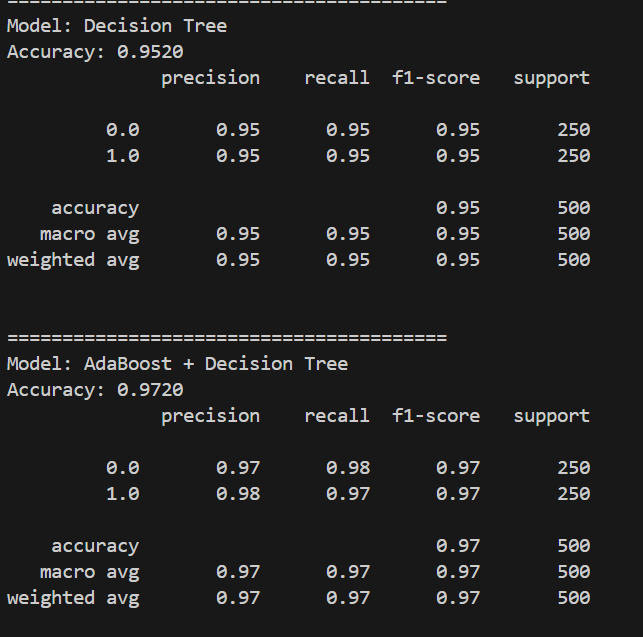 ========================================
Model: Decision Tree
Accuracy: 0.9520
precision recall f1-score support
0.0 0.95 0.95 0.95 250
1.0 0.95 0.95 0.95 250
accuracy 0.95 500
macro avg 0.95 0.95 0.95 500
weighted avg 0.95 0.95 0.95 500
========================================
Model: AdaBoost + Decision Tree
Accuracy: 0.9720
precision recall f1-score support
0.0 0.97 0.98 0.97 250
1.0 0.98 0.97 0.97 250
accuracy 0.97 500
macro avg 0.97 0.97 0.97 500
weighted avg 0.97 0.97 0.97 500